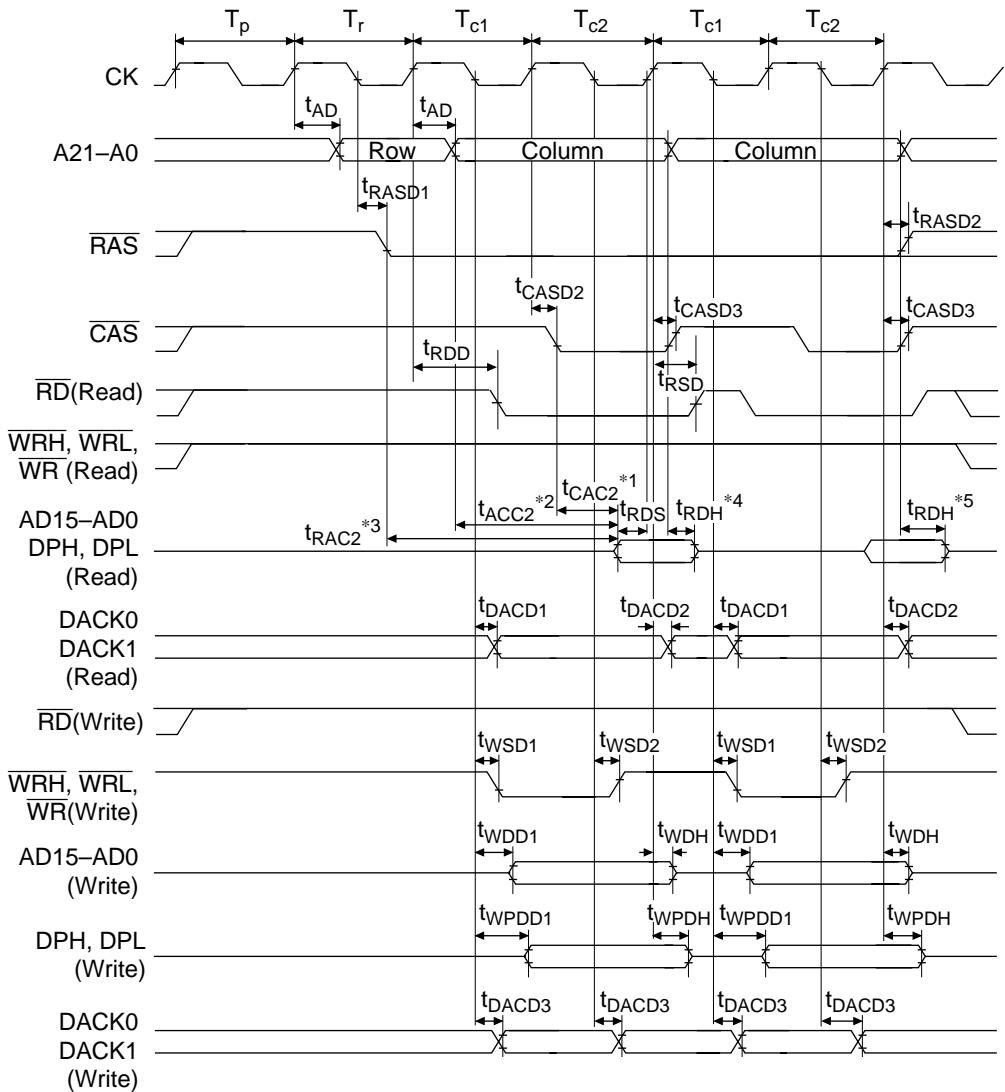 Tp Tr Tc1 Tc2 Tc1 Tc2
CK
tAD tAD
A21–A0 Row Column Column
tRASD1
RAS tRASD2
tCASD2 tCASD3 tCASD3
CAS
tRDD tRSD
RD(Read)
WRH, WRL,
WR (Read)
tCAC2*1
tACC2*2 tRDS tRDH*4 tRDH*5
tRAC2*3
AD15–AD0
DPH, DPL
(Read)
tDACD1 tDACD2 tDACD1 tDACD2
DACK0
DACK1
(Read)
RD(Write)
tWSD1 tWSD2 tWSD1 tWSD2
WRH, WRL,
WR(Write)
tWDD1 tWDH tWDD1 tWDH
AD15–AD0
(Write)
tWPDD1 tWPDH tWPDD1 tWPDH
DPH, DPL
(Write)
tDACD3 tDACD3 tDACD3 tDACD3
DACK0
DACK1
(Write)